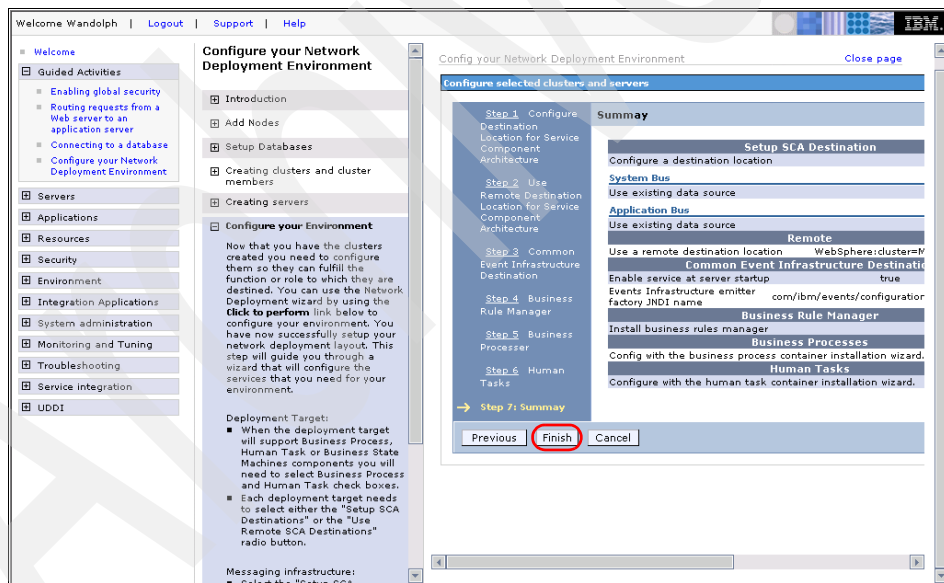 Welcome Wandolph | Logout | Support | Help
IBM.
Welcome
Guided Activities
Enabling global security
Routing requests from a
Web server to an
application server
Connecting to a database
Configure your Network
Deployment Environment
Servers
Applications
Resources
Security
Environment
Integration Applications
System administration
Monitoring and Tuning
Troubleshooting
Service integration
UDDI
Configure your Network
Deployment Environment
Introduction
Add Nodes
Setup Databases
Creating clusters and cluster
members
Creating servers
Configure your Environment
Now that you have the clusters
created you need to configure
them so they can fulfill the
function or role to which they are
destined. You can use the Network
Deployment wizard by using the
Click to perform link below to
configure your environment. You
have now successfully setup your
network deployment layout. This
step will guide you through a
wizard that will configure the
services that you need for your
environment.
Deployment Target:
When the deployment target
will support Business Process,
Human Task or Business State
Machines components you will
need to select Business Process
and Human Task check boxes.
Each deployment target needs
to select either the "Setup SCA
Destinations" or the "Use
Remote SCA Destinations"
radio button.
Messaging infrastructure:
Select the "Setup SCA
Config your Network Deployment Environment
Close page
Configure selected clusters and servers
Step 1 Configure
Destination
Location for Service
Component
Architecture
Step 2 Use
Remote Destination
Location for Service
Component
Architecture
Step 3 Common
Event Infrastructure
Destination
Step 4 Business
Rule Manager
Step 5 Business
Processer
Step 6 Human
Tasks
Step 7: Summay
Summay
Setup SCA Destination
Configure a destination location
System Bus
Use existing data source
Application Bus
Use existing data source
Remote
Use a remote destination location WebSphere:cluster=M
Common Event Infrastructure Destinatio
Enable service at server startup true
Events Infrastructure emitter
factory JNDI name com/ibm/events/configuration
Business Rule Manager
Install business rules manager
Business Processes
Config with the business process container installation wizard.
Human Tasks
Configure with the human task container installation wizard.
Previous Finish Cancel